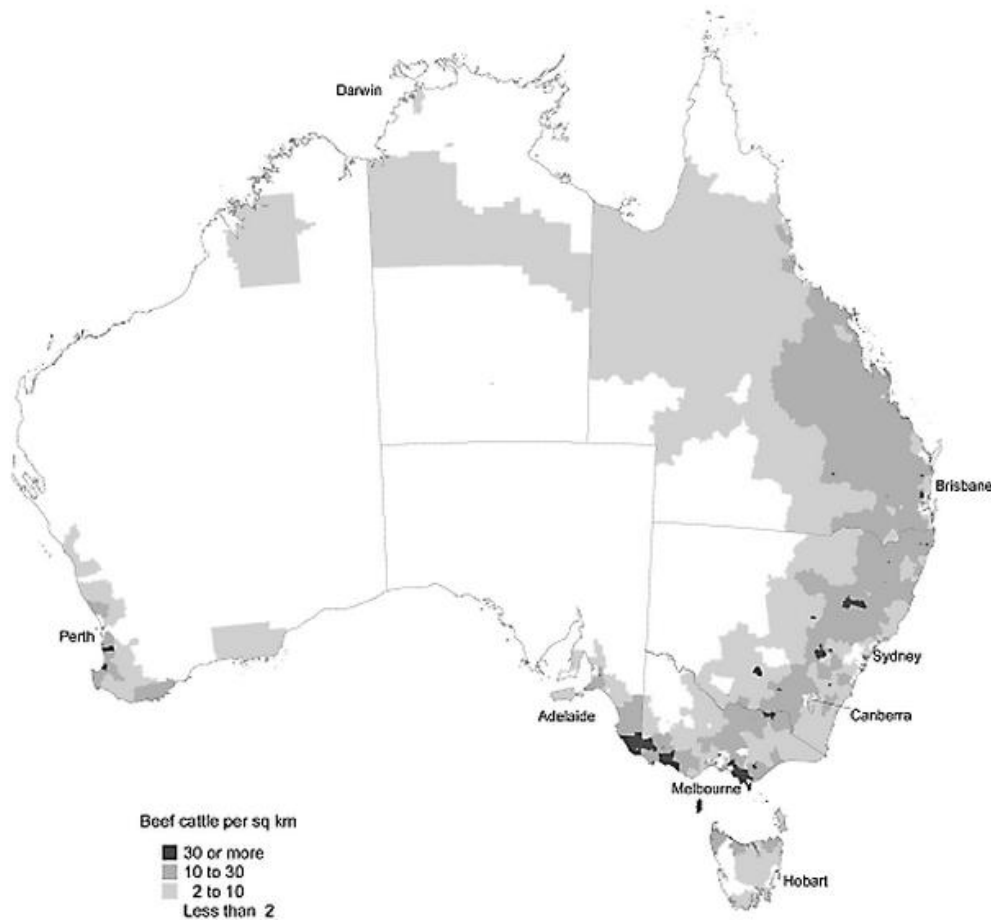 Darwin
Brisbane
Perth
Sydney
Adelaide
Canberra
Melbourne
Beef cattle per sq km
30 or more
10 to 30
2 to 10
Less than 2
Hobart